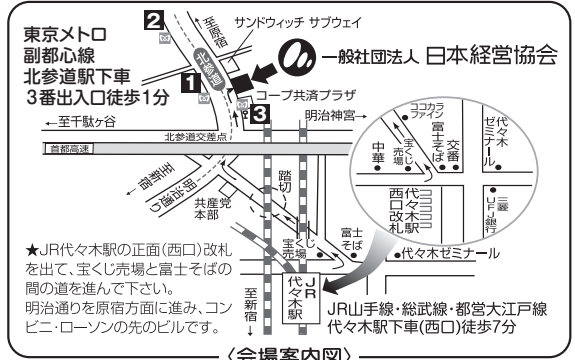 東京メトロ
副都心線
北参道駅下車
3番出入口徒歩1分
2
至原宿
サンドウィッチ サブウェイ
北参道
1
一般社団法人 日本経営協会
コープ共済プラザ
3
←至千駄ヶ谷
明治神宮→
北参道交差点
首都高速
至新宿
明治通り
共産党
本部
踏切
ココカラ
ファイン
中華
宝くじ
売場
富士そば
交番
代々木
ゼミナール
代々木駅
西口改札
三菱
UFJ銀行
宝くじ
売場
富士
そば
代々木ゼミナール
★JR代々木駅の正面(西口)改札
を出て、宝くじ売場と富士そばの
間の道を進んで下さい。
明治通りを原宿方面に進み、コン
ビニ・ローソンの先のビルです。
至新宿
↓
JR
代々木駅
JR山手線・総武線・都営大江戸線
代々木駅下車(西口)徒歩7分
〈会場案内図〉